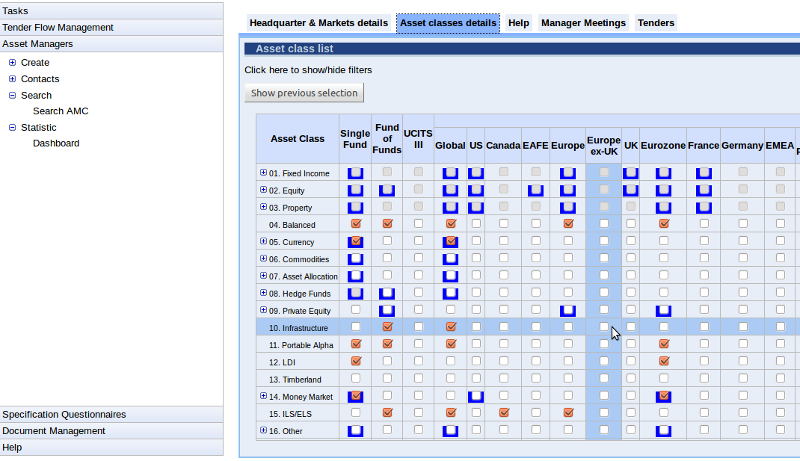 Tasks
Tender Flow Management
Asset Managers
Create
Contacts
Search
Search AMC
Statistic
Dashboard
Specification Questionnaires
Document Management
Help
Headquarter & Markets details Asset classes details Help Manager Meetings Tenders
Asset class list
Click here to show/hide filters
Show previous selection
Asset Class Single Fund Fund of Funds UCITS III Global US Canada EAFE Europe Europe ex-UK UK Eurozone France Germany EMEA
01. Fixed Income
02. Equity
03. Property
04. Balanced
05. Currency
06. Commodities
07. Asset Allocation
08. Hedge Funds
09. Private Equity
10. Infrastructure
11. Portable Alpha
12. LDI
13. Timberland
14. Money Market
15. ILS/ELS
16. Other